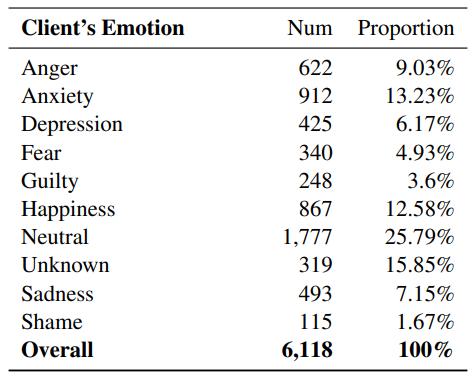 Client's Emotion Num Proportion
Anger 622 9.03%
Anxiety 912 13.23%
Depression 425 6.17%
Fear 340 4.93%
Guilty 248 3.6%
Happiness 867 12.58%
Neutral 1,777 25.79%
Unknown 319 15.85%
Sadness 493 7.15%
Shame 115 1.67%
Overall 6,118 100%